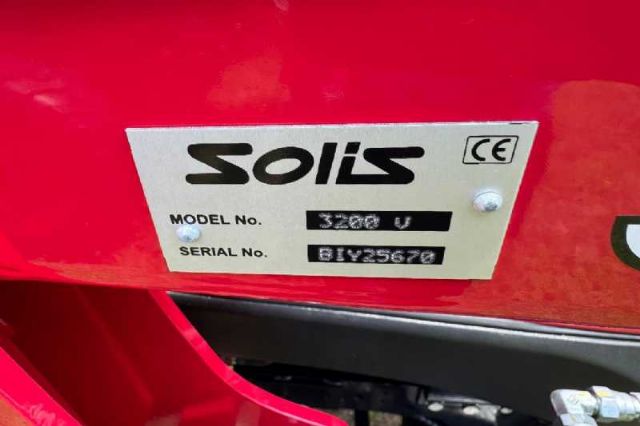 Solis
CE
MODEL No. 3200 V
SERIAL No. BIY25670